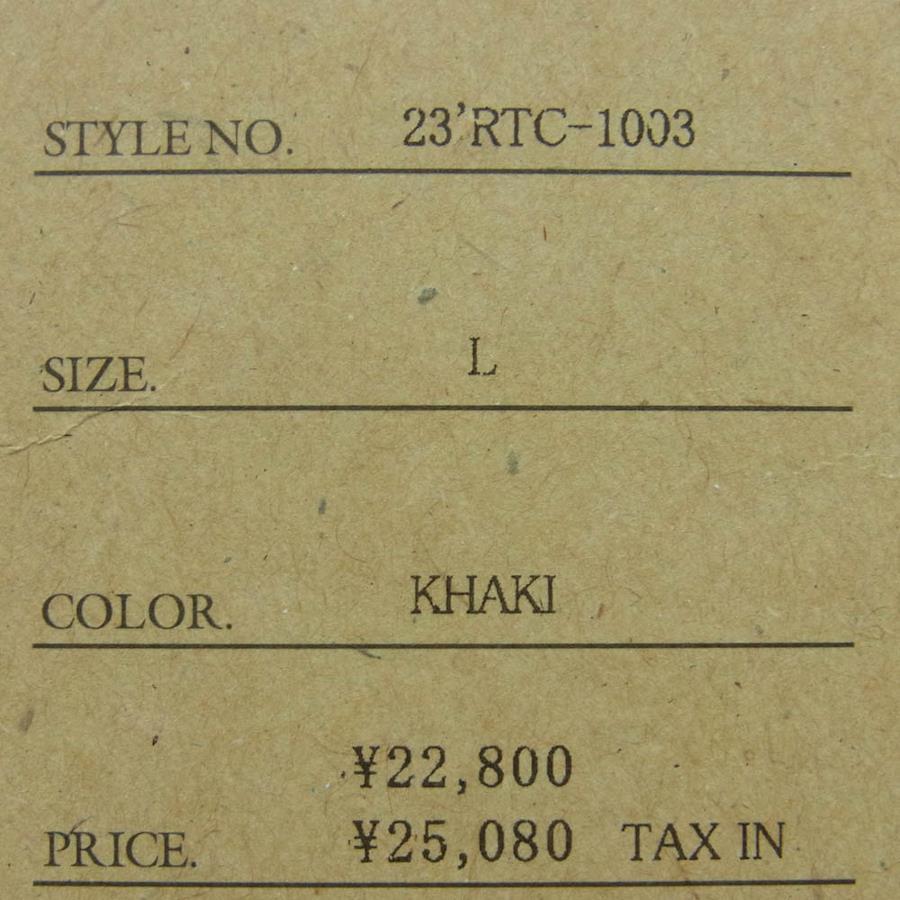 STYLE NO. 23'RTC-1003
SIZE. L
COLOR. KHAKI
¥22,800
PRICE. ¥25,080 TAX IN